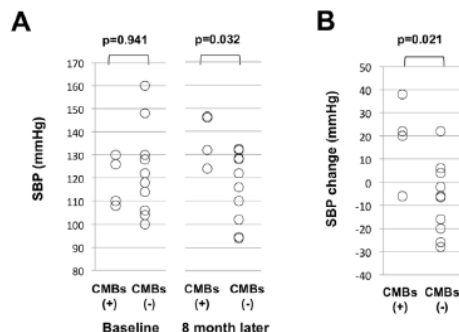 A
p=0.941 p=0.032
SBP (mmHg)
170
160
150
140
130
120
110
100
90
80
CMBs CMBs CMBs CMBs
(+) (-) (+) (-)
Baseline 8 month later
B
p=0.021
SBP change (mmHg)
50
40
30
20
10
0
-10
-20
-30
-40
CMBs CMBs
(+) (-)